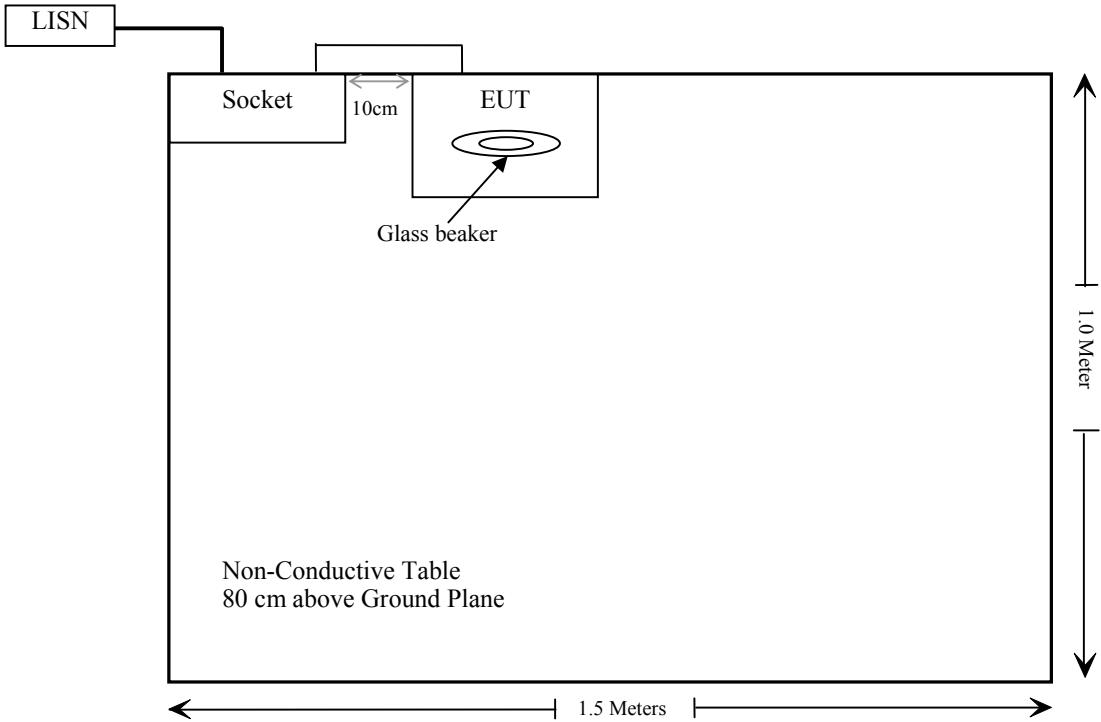 LISN
Socket
10cm
EUT
Glass beaker
1.0 Meter
Non-Conductive Table
80 cm above Ground Plane
1.5 Meters